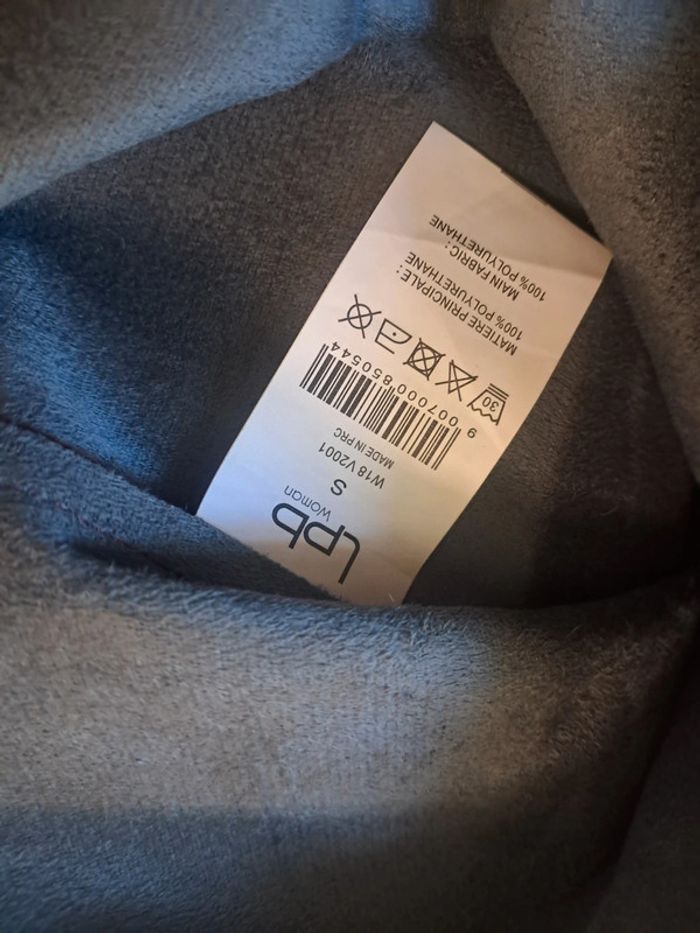 lpb
woman
S
W18 V2001
MADE IN PRC
9 007000 850544
30
MATIERE PRINCIPALE :
100% POLYURETHANE
MAIN FABRIC :
100% POLYURETHANE